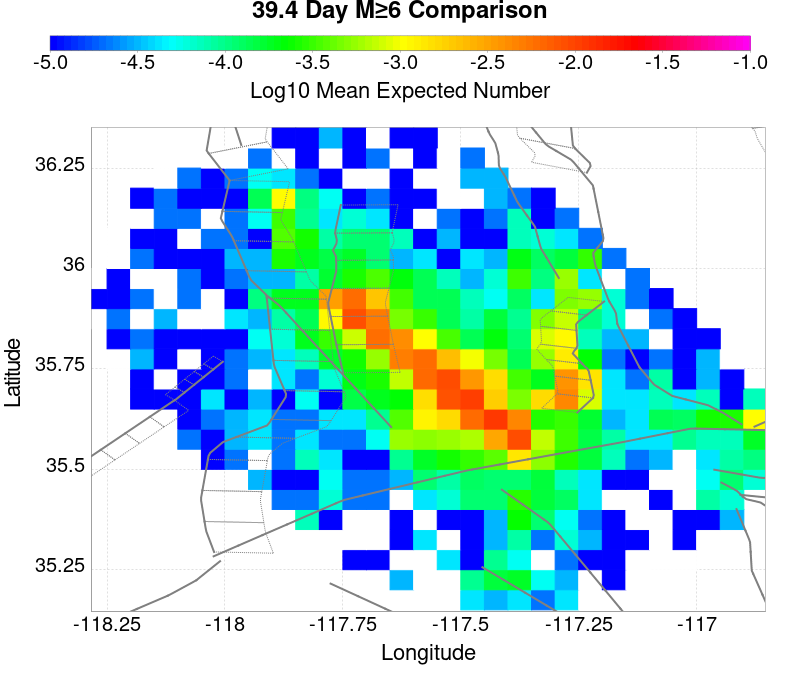 39.4 Day M≥6 Comparison
-5.0 -4.5 -4.0 -3.5 -3.0 -2.5 -2.0 -1.5 -1.0
Log10 Mean Expected Number
36.25
36
35.75
35.5
35.25
Latitude
-118.25 -118 -117.75 -117.5 -117.25 -117
Longitude